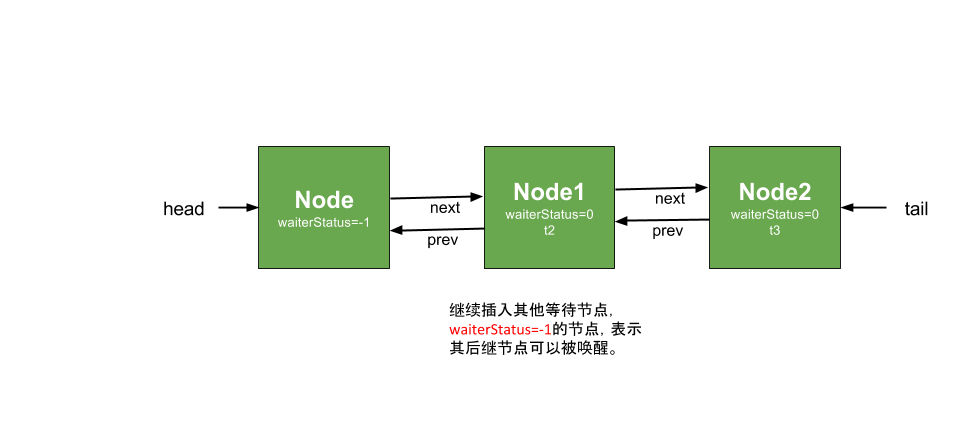 Node
waiterStatus=-1
Node1
waiterStatus=0
t2
Node2
waiterStatus=0
t3
head
next
prev
next
prev
tail
继续插入其他等待节点，
waiterStatus=-1的节点，表示
其后继节点可以被唤醒。